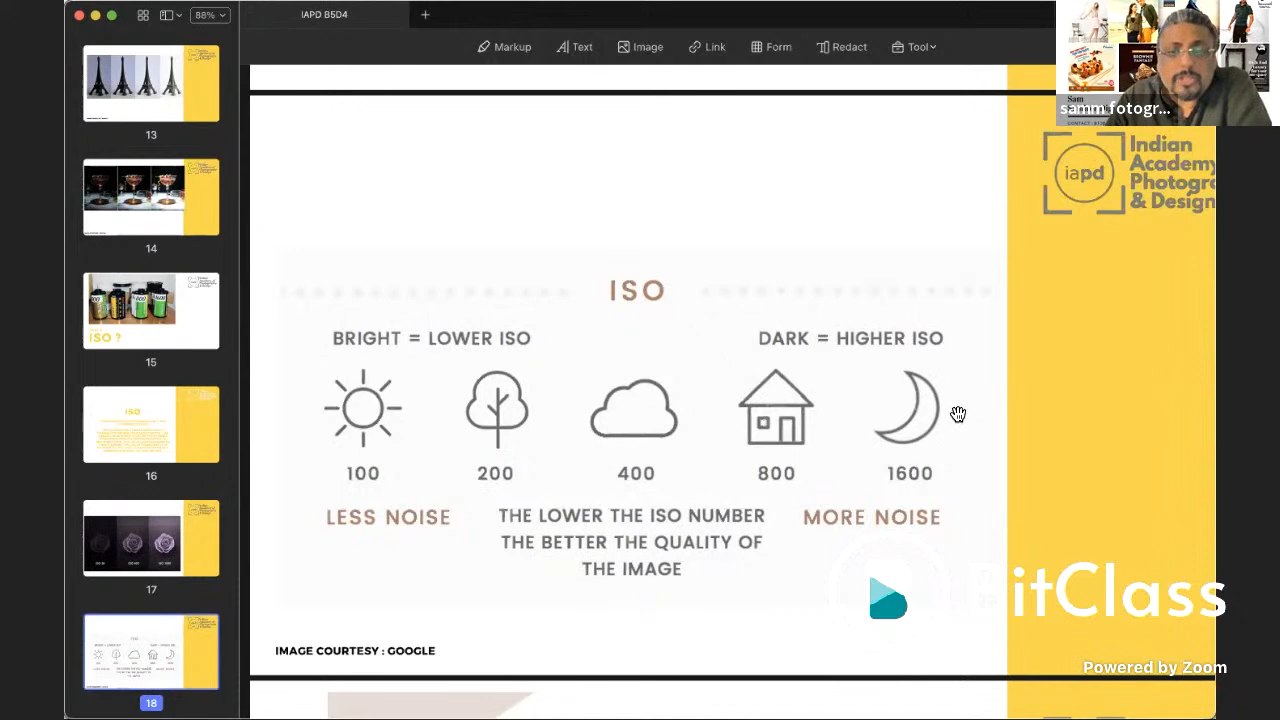 88%
IAPD B5D4
Markup
Text
Image
Link
Form
Redact
Tool
samm fotogr...
iapd
Indian
Academy
Photogra
& Design
13
14
ISO ?
15
ISO
16
17
18
ISO
BRIGHT = LOWER ISO
DARK = HIGHER ISO
100
200
400
800
1600
LESS NOISE
THE LOWER THE ISO NUMBER
THE BETTER THE QUALITY OF
THE IMAGE
MORE NOISE
IMAGE COURTESY : GOOGLE
BitClass
Powered by Zoom